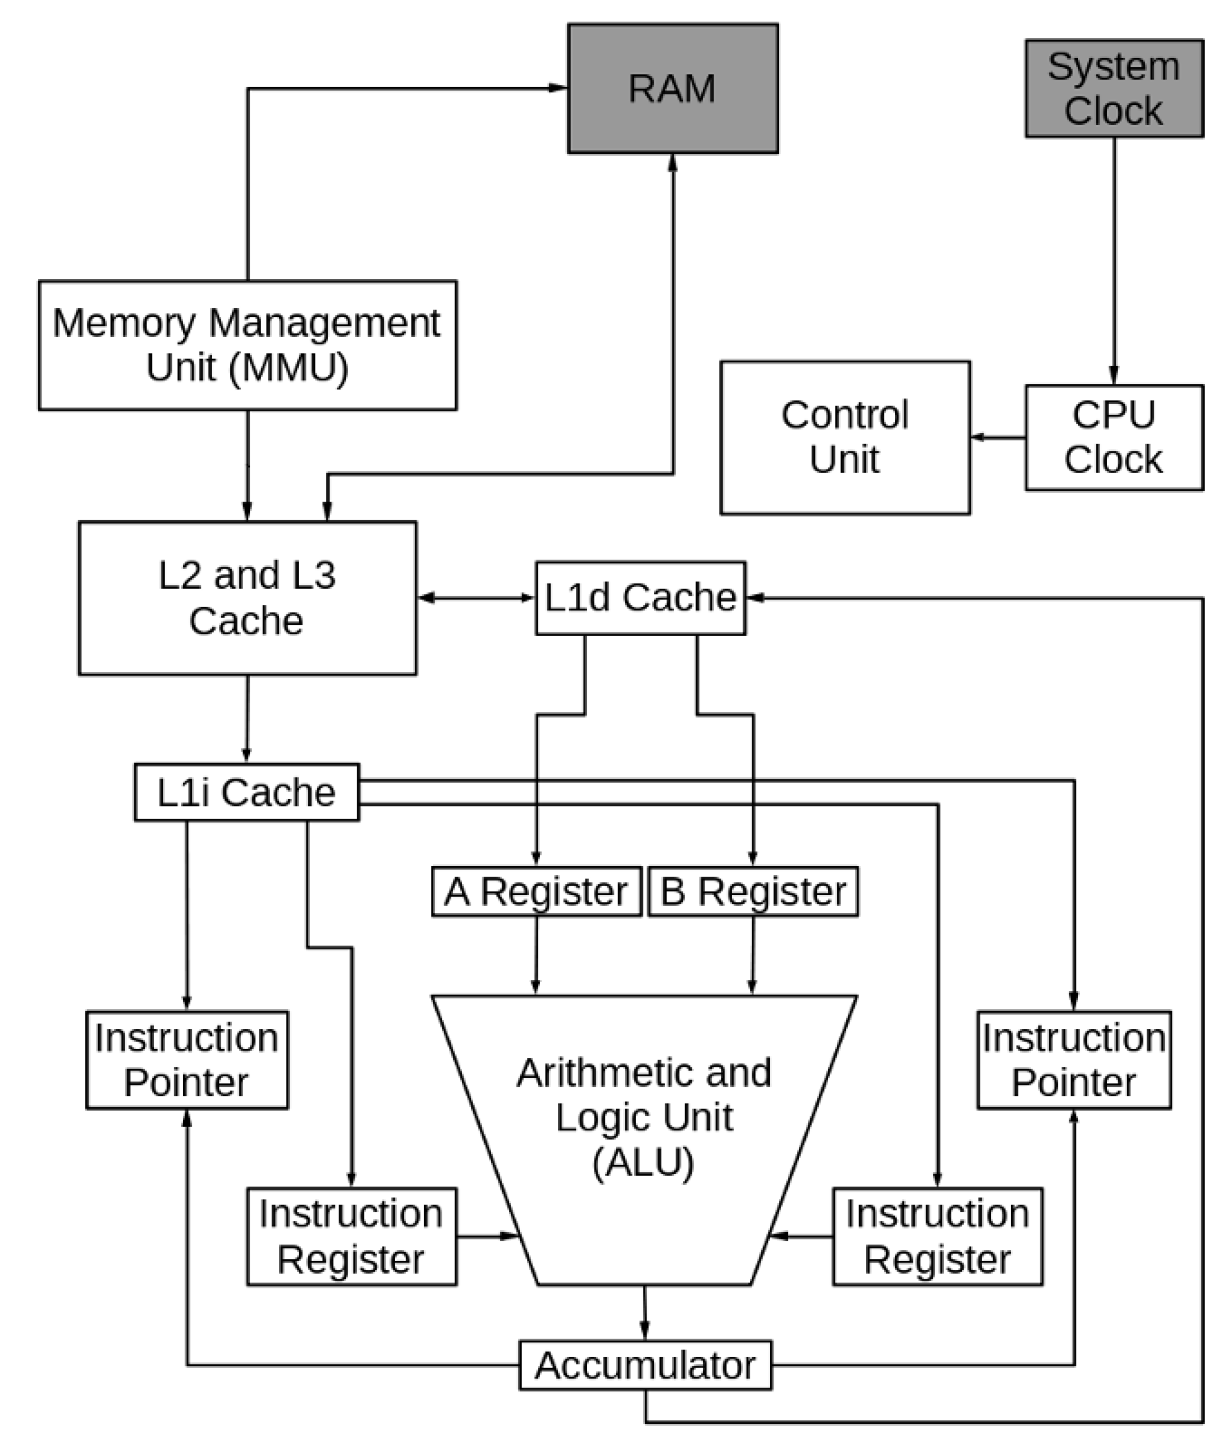 RAM
System
Clock
Memory Management
Unit (MMU)
Control
Unit
CPU
Clock
L2 and L3
Cache
L1d Cache
L1i Cache
A Register
B Register
Instruction
Pointer
Arithmetic and
Logic Unit
(ALU)
Instruction
Pointer
Instruction
Register
Instruction
Register
Accumulator